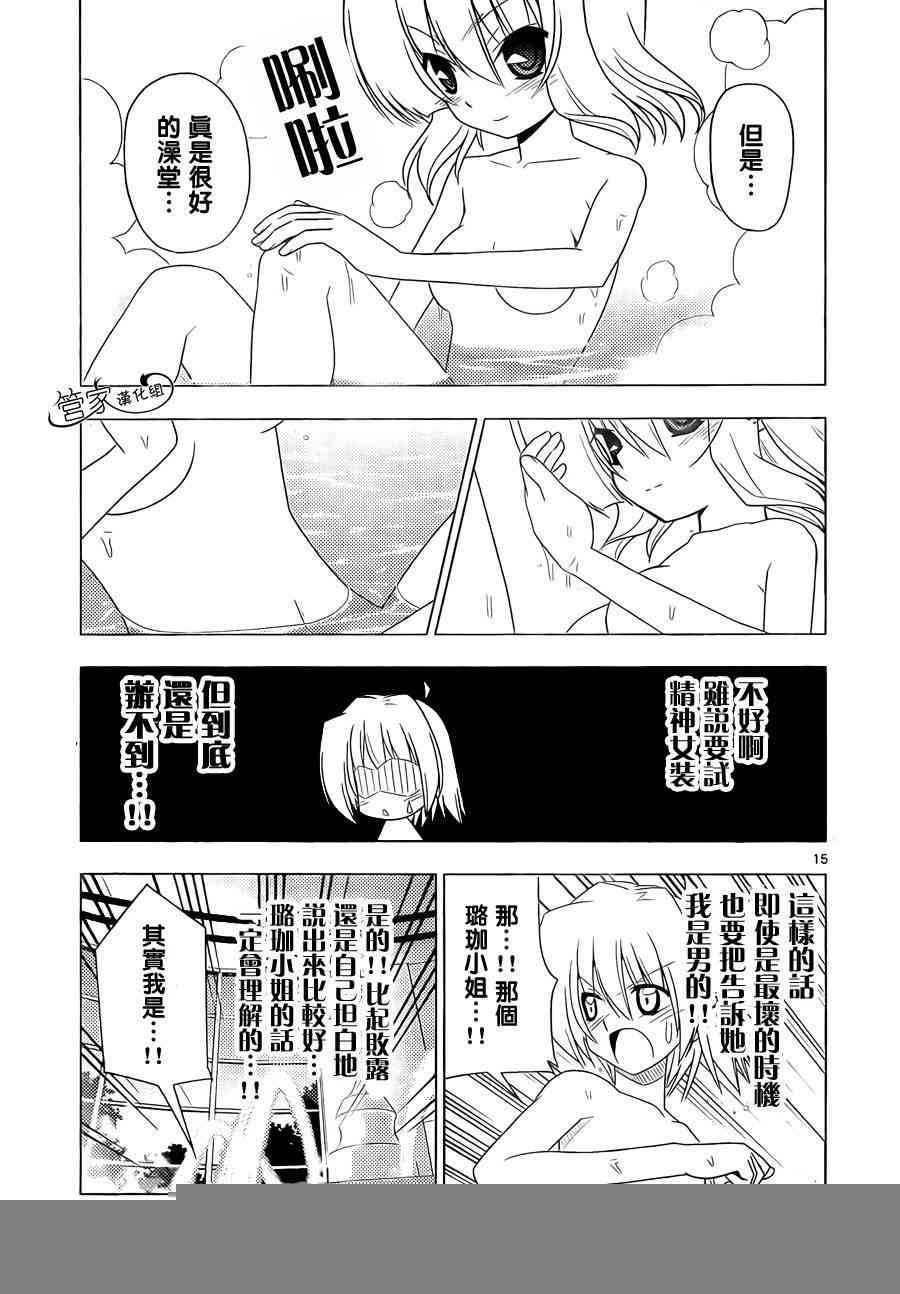 但是…
唰啦
真是很好
的澡堂…
管家
漢化組
不好啊
雖説要試
精神女裝
但到底
還是
辦不到…!!
15
這樣的話
即使是最壞的時機
也要把告訴她
我是男的!!
那…!!那個
璐珈小姐…!!
是的!!比起敗露
還是自己坦白地
説出來比較好…
璐珈小姐的話
一定會理解的…!!
其實我是…!!